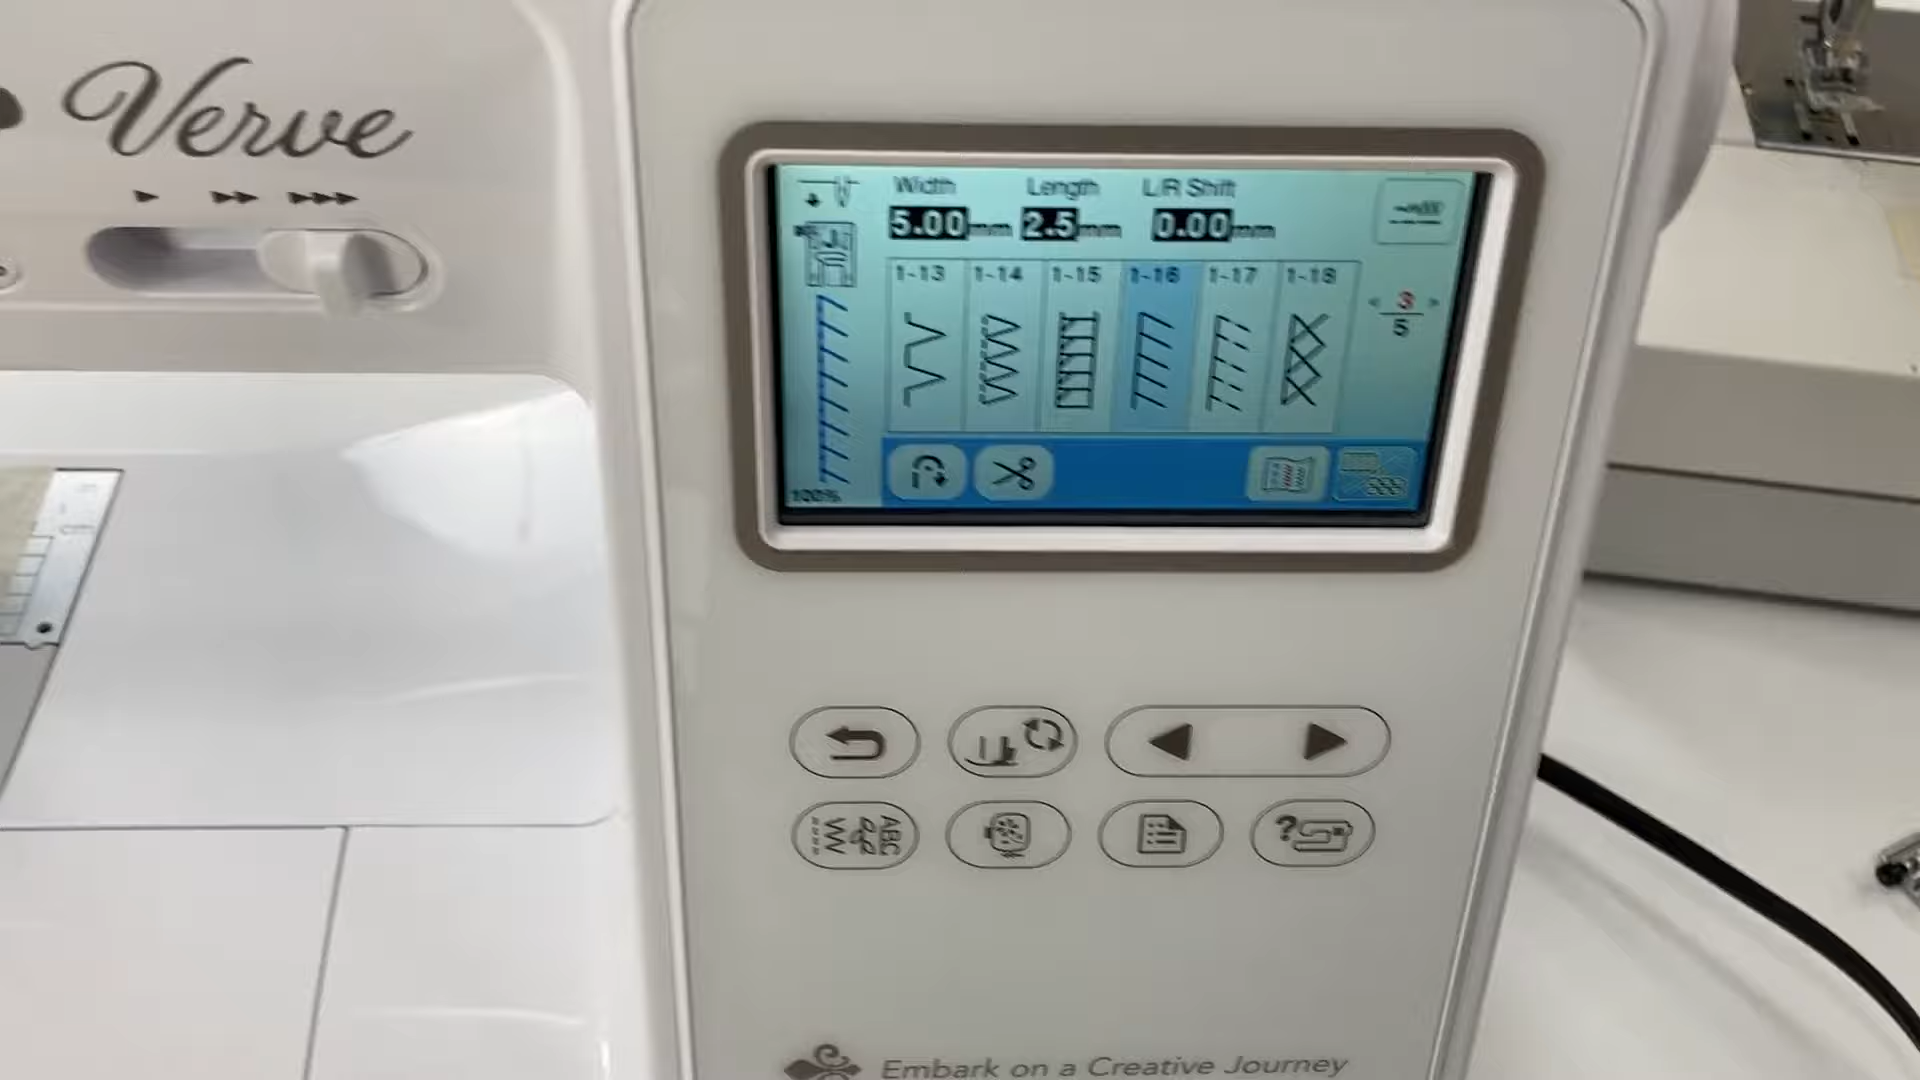 Verve
Width Length L/R Shift
5.00mm 2.5mm 0.00mm
1-13 1-14 1-15 1-16 1-17 1-18
3
5
100%
?
ABC
Embark on a Creative Journey